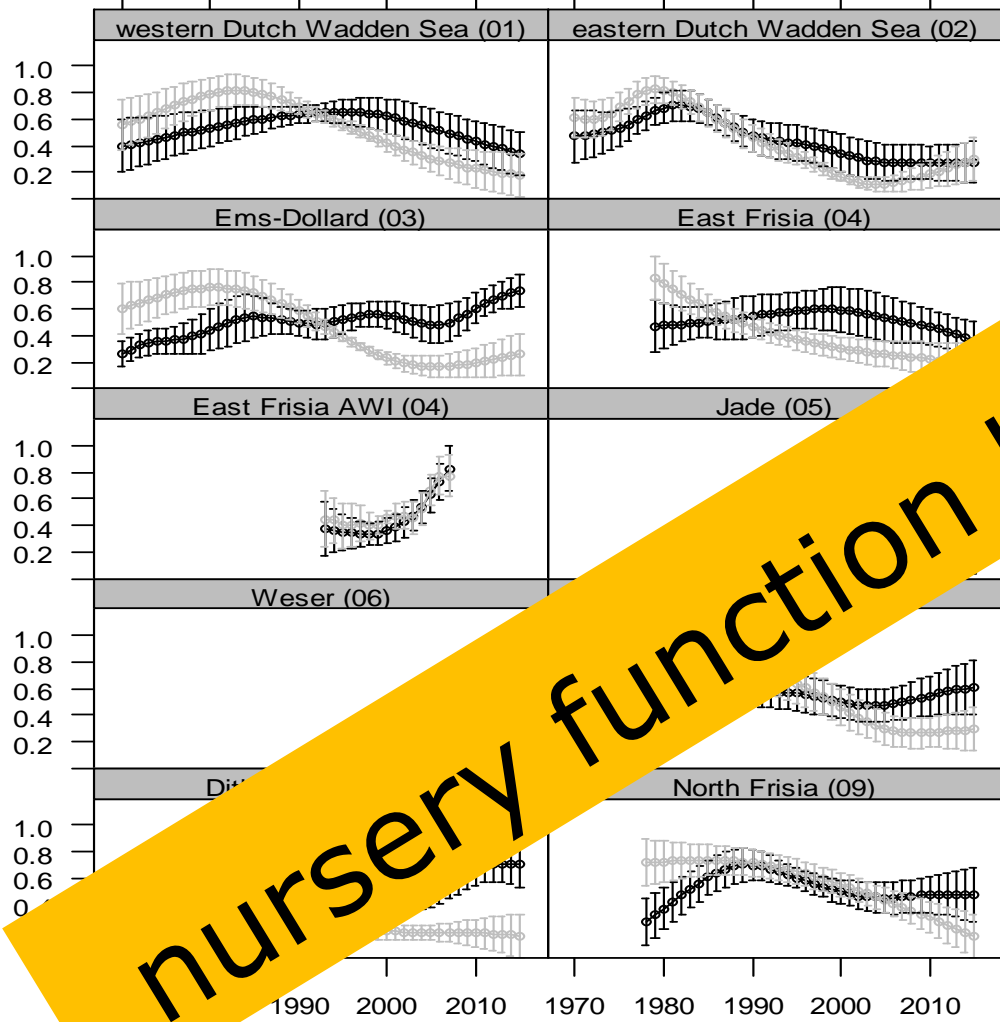 western Dutch Wadden Sea (01)
eastern Dutch Wadden Sea (02)
1.0
0.8
0.6
0.4
0.2
Ems-Dollard (03)
East Frisia (04)
1.0
0.8
0.6
0.4
0.2
East Frisia AWI (04)
Jade (05)
1.0
0.8
0.6
0.4
0.2
Weser (06)
1.0
0.8
0.6
0.4
0.2
North Frisia (09)
1.0
0.8
0.6
nursery function
1990 2000 2010
1970 1980 1990 2000 2010